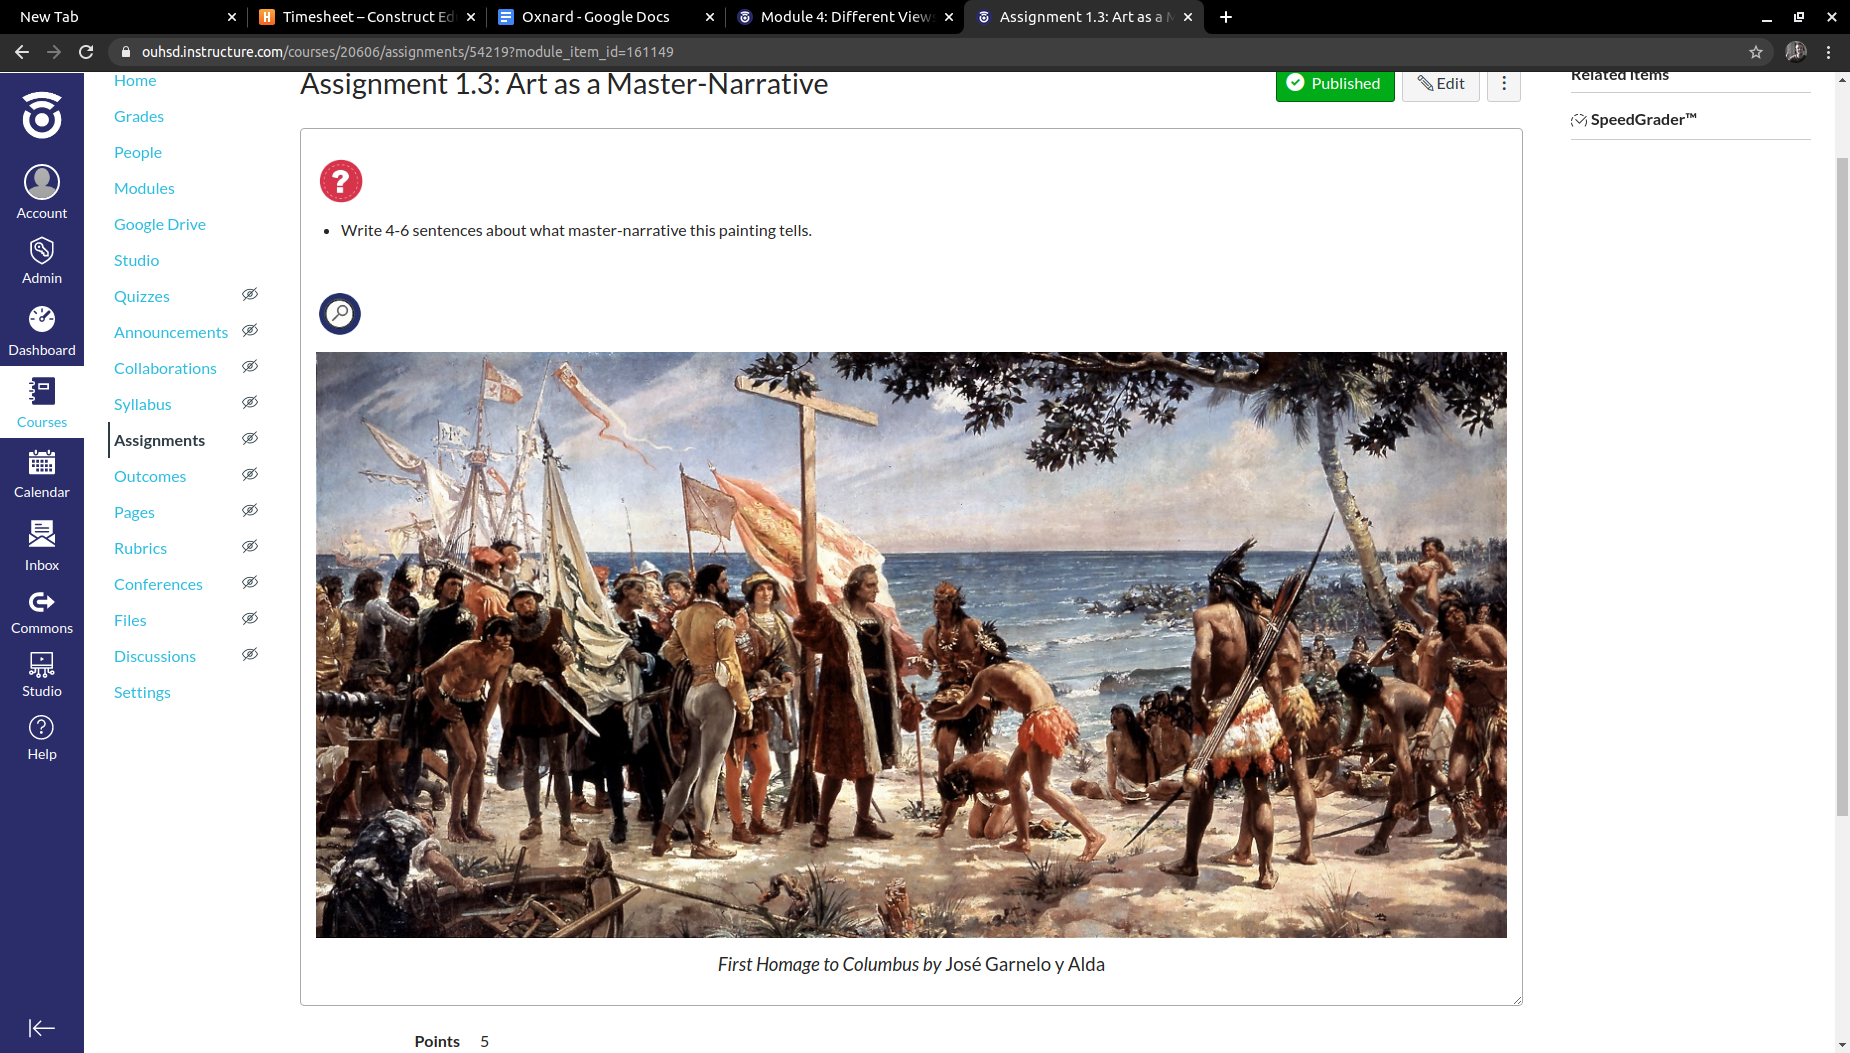 New Tab
Timesheet – Construct Ed
Oxnard - Google Docs
Module 4: Different View
Assignment 1.3: Art as a M
ouhsd.instructure.com/courses/20606/assignments/54219?module_item_id=161149
Account
Admin
Dashboard
Courses
Calendar
Inbox
Commons
Studio
Help
Home
Grades
People
Modules
Google Drive
Studio
Quizzes
Announcements
Collaborations
Syllabus
Assignments
Outcomes
Pages
Rubrics
Conferences
Files
Discussions
Settings
Assignment 1.3: Art as a Master-Narrative
Published
Edit
?
Write 4-6 sentences about what master-narrative this painting tells.
First Homage to Columbus by José Garnelo y Alda
Points 5
Related Items
SpeedGrader™